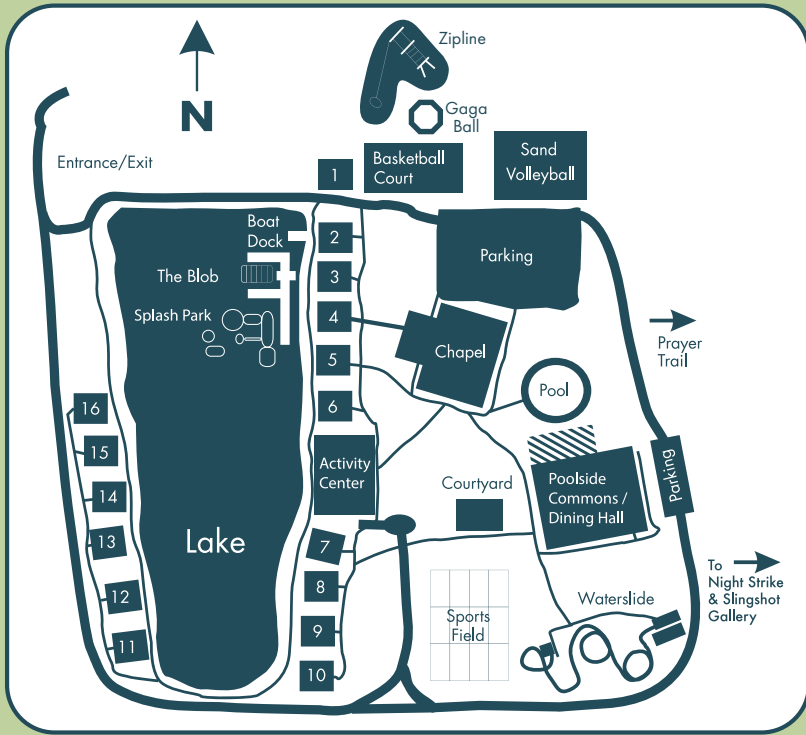 Zipline
N
Gaga
Ball
Entrance/Exit
1
Basketball
Court
Sand
Volleyball
Boat
Dock
2
The Blob
3
Parking
Splash Park
4
Chapel
5
Prayer
Trail
Pool
16
6
15
Activity
Center
14
Courtyard
Poolside
Commons /
Dining Hall
Parking
13
Lake
7
12
8
To
Night Strike
& Slingshot
Gallery
Waterslide
11
9
Sports
Field
10